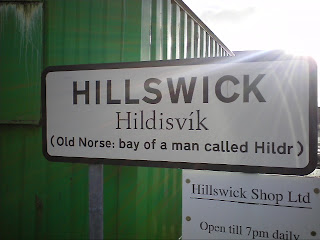 HILLSWICK
Hildisvík
(Old Norse: bay of a man called Hildr)
Hillswick Shop Ltd
Open till 7pm daily